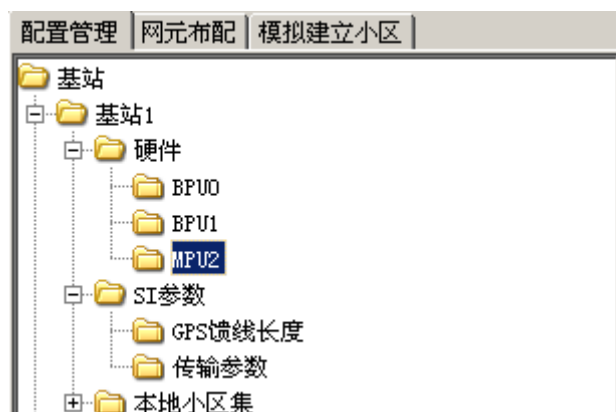 配置管理 网元布配 模拟建立小区
基站
基站1
硬件
BPU0
BPU1
MPU2
SI参数
GPS馈线长度
传输参数
本地小区集